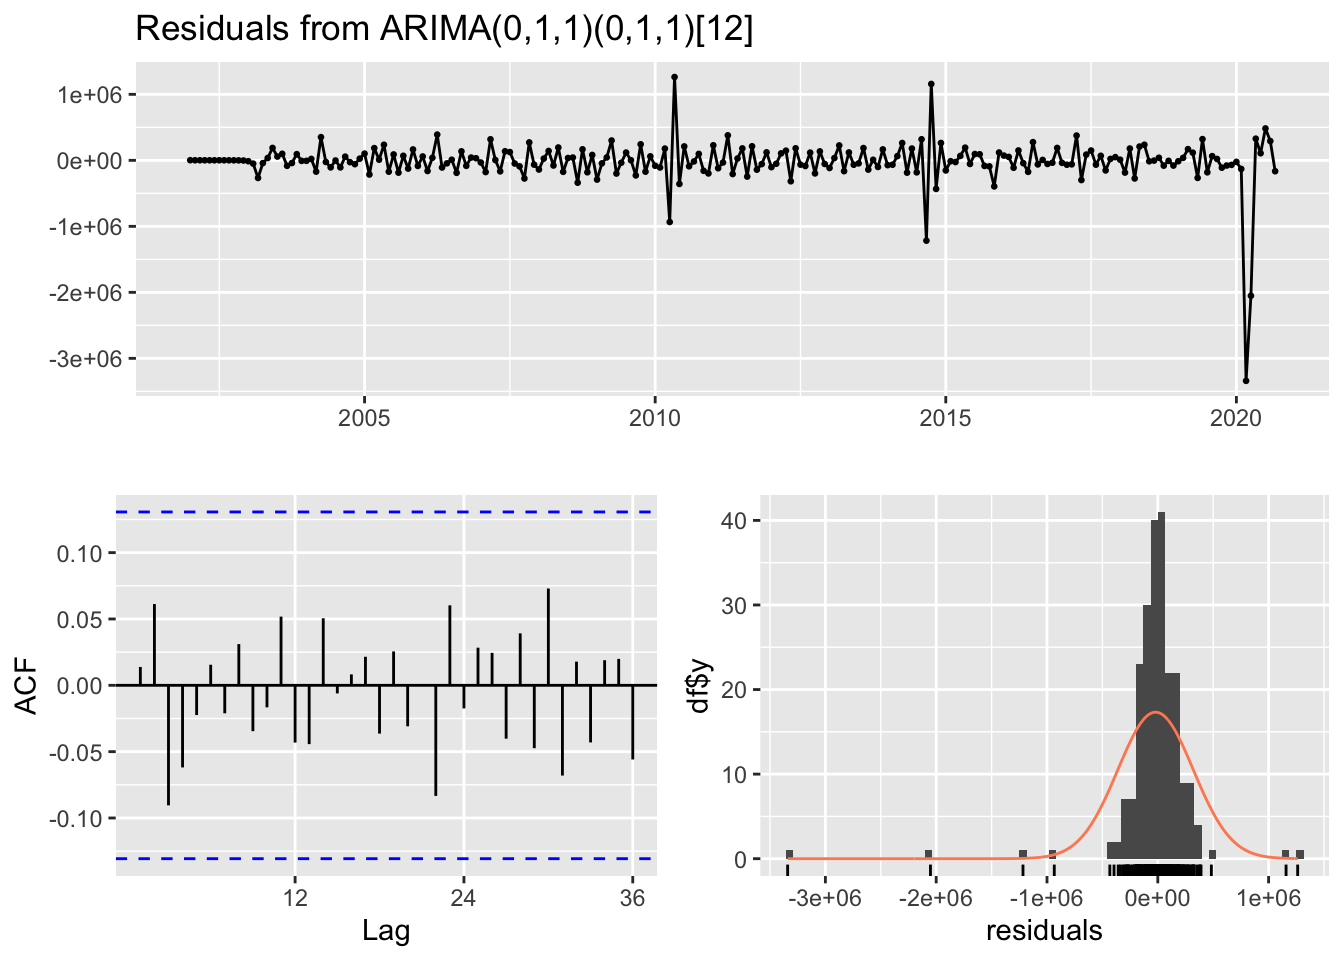 Residuals from ARIMA(0,1,1)(0,1,1)[12]
1e+06
0e+00
-1e+06
-2e+06
-3e+06
2005 2010 2015 2020
ACF
0.10
0.05
0.00
-0.05
-0.10
12 24 36
Lag
df$y
40
30
20
10
0
-3e+06 -2e+06 -1e+06 0e+00 1e+06
residuals